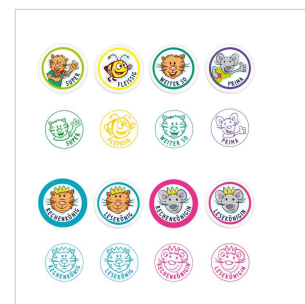 SUPER
FLEISSIG
WEITER SO
PRIMA
SUPER
FLEISSIG
WEITER SO
PRIMA
RECHENKÖNIG
LESEKÖNIG
RECHENKÖNIGIN
LESEKÖNIGIN
RECHENKÖNIG
LESEKÖNIG
RECHENKÖNIGIN
LESEKÖNIGIN